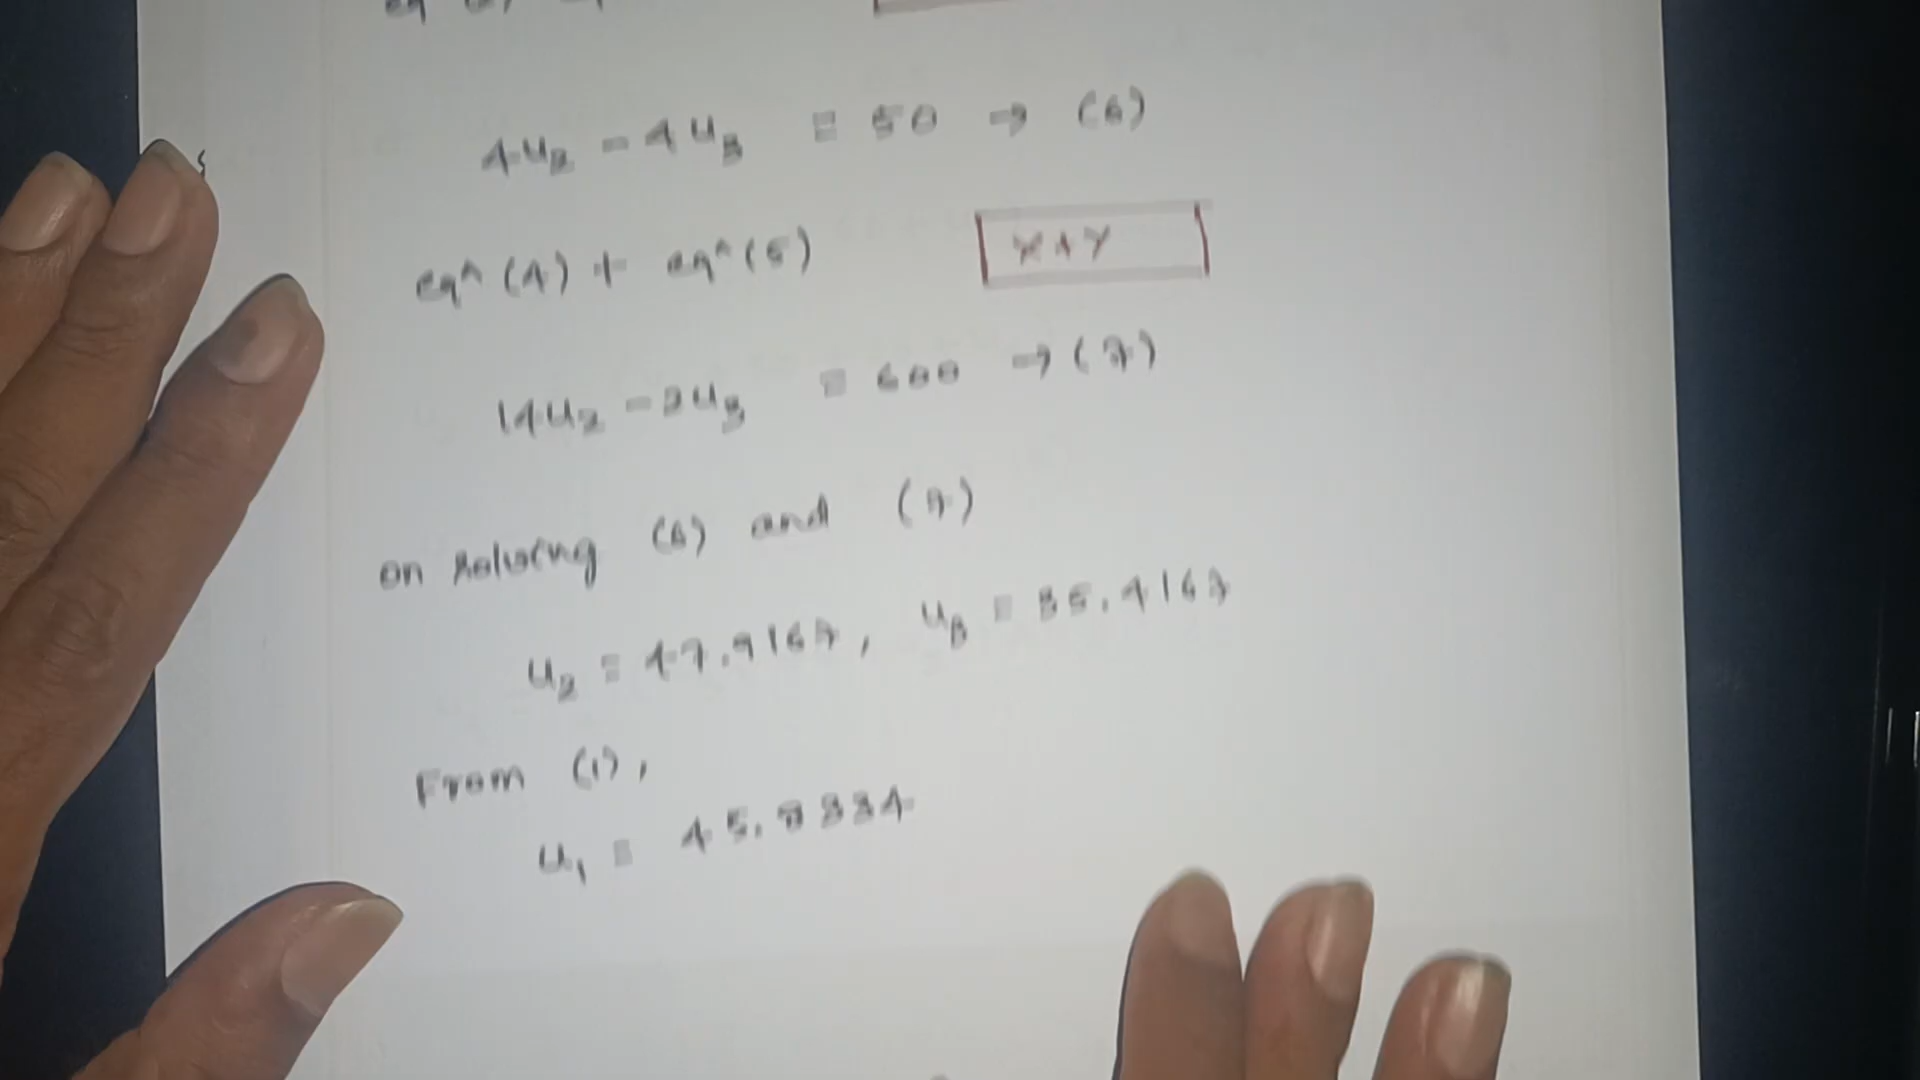 4u₂ - 4u₃ = 50 → (6)
eqⁿ (4) + eqⁿ (5) X + Y
14u₂ - 2u₃ = 600 → (7)
on solving (6) and (7)
u₂ = 47.9167, u₃ = 35.4167
From (1),
u₁ = 45.8334